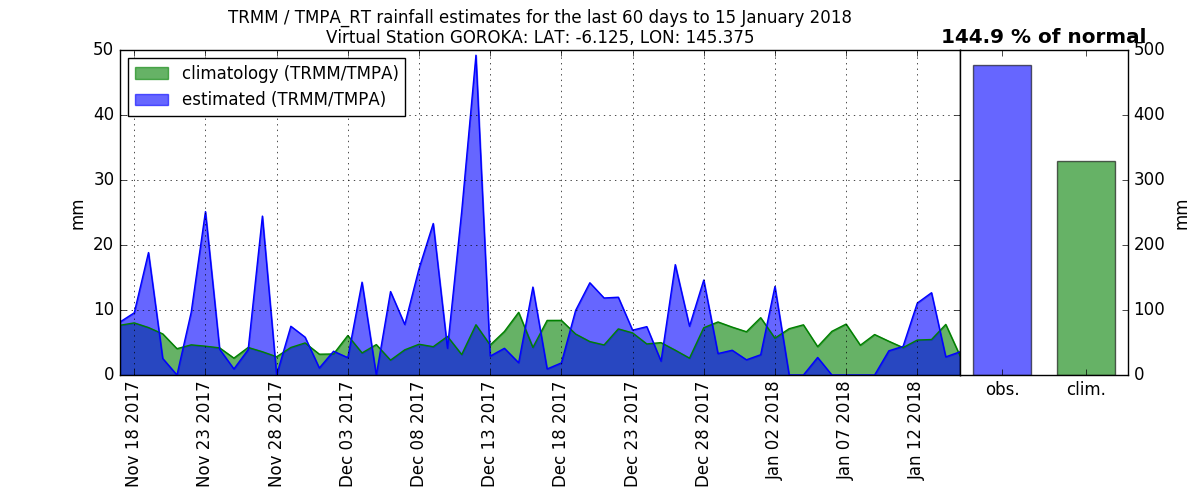 TRMM / TMPA_RT rainfall estimates for the last 60 days to 15 January 2018
Virtual Station GOROKA: LAT: -6.125, LON: 145.375
144.9 % of normal
climatology (TRMM/TMPA)
estimated (TRMM/TMPA)
mm
50
40
30
20
10
0
Nov 18 2017
Nov 23 2017
Nov 28 2017
Dec 03 2017
Dec 08 2017
Dec 13 2017
Dec 18 2017
Dec 23 2017
Dec 28 2017
Jan 02 2018
Jan 07 2018
Jan 12 2018
obs.
clim.
500
400
300
200
100
0
mm